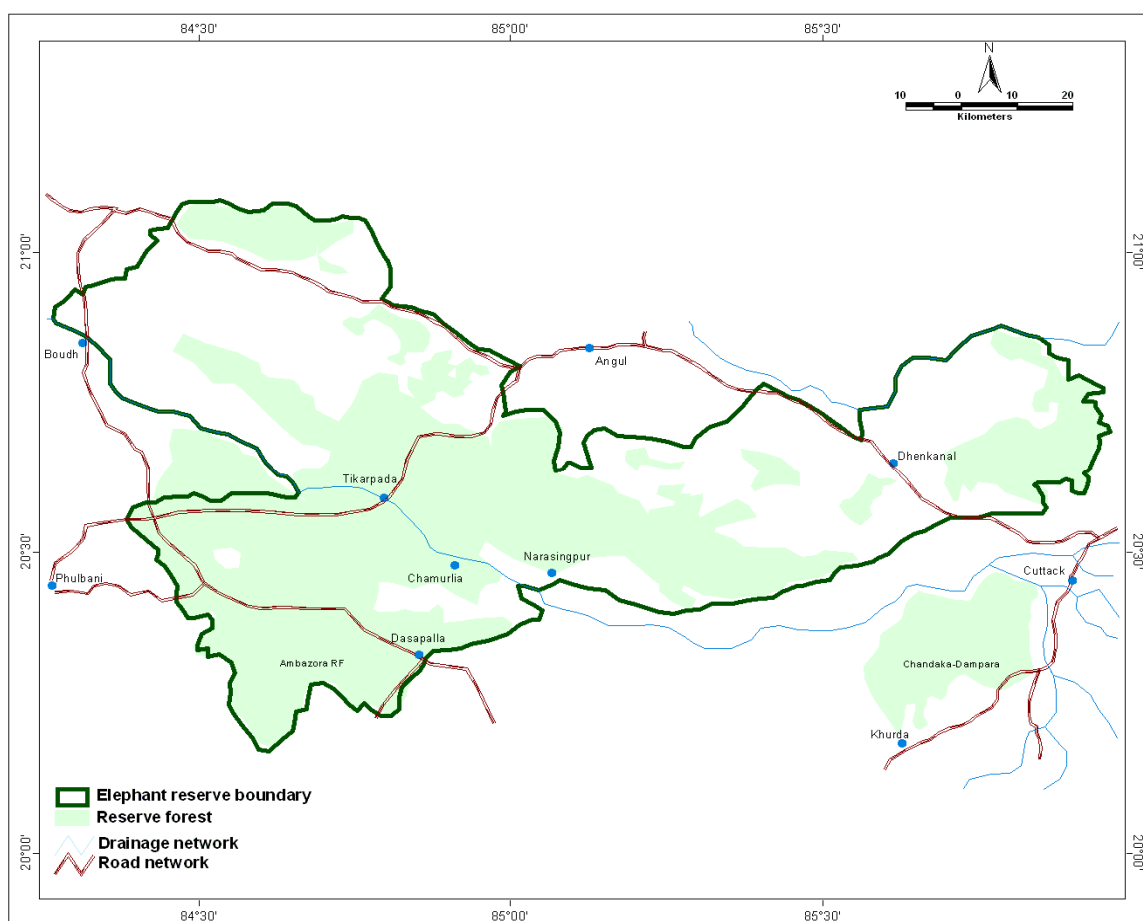 84°30' 85°00' 85°30'
N
10 0 10 20
Kilometers
21°00' 21°00'
Boudh
Angul
Dhenkanal
Tikarpada
20°30' 20°30'
Narasingpur
Chamurlia
Phulbani
Cuttack
Dasapalla
Ambazora RF
Chandaka-Dampara
Khurda
Elephant reserve boundary
Reserve forest
Drainage network
Road network
20°00' 20°00'
84°30' 85°00' 85°30'